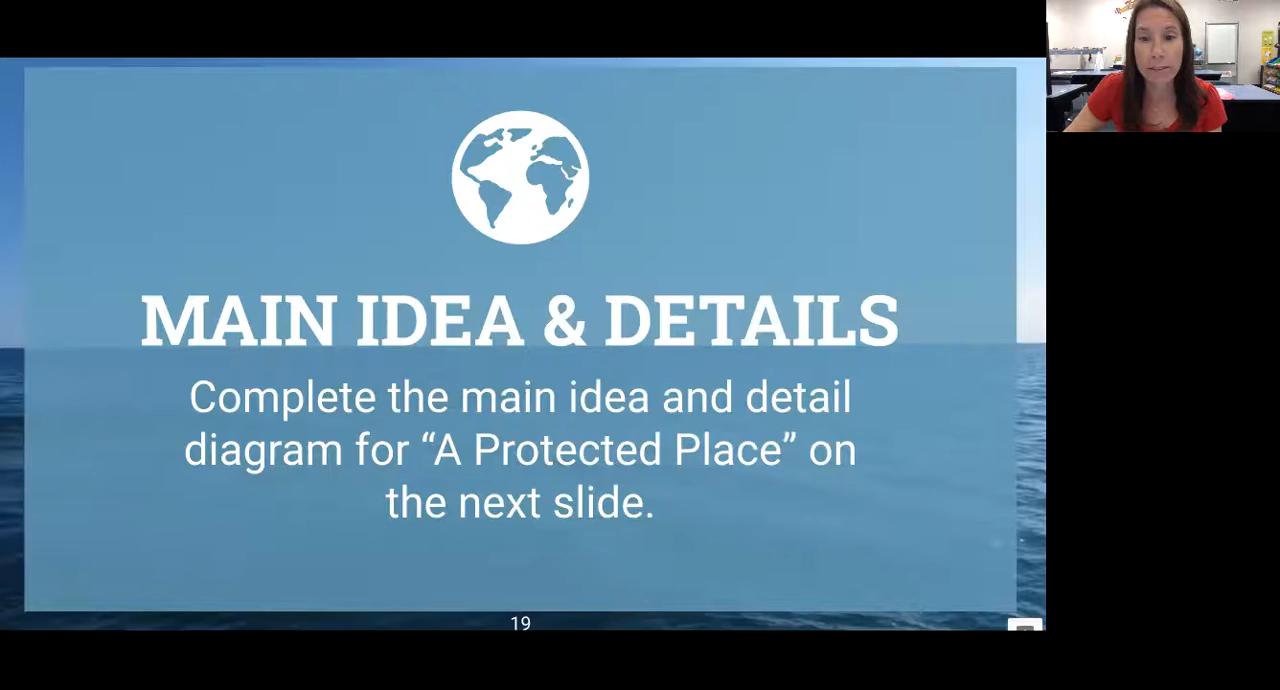 MAIN IDEA & DETAILS
Complete the main idea and detail
diagram for “A Protected Place” on
the next slide.
19